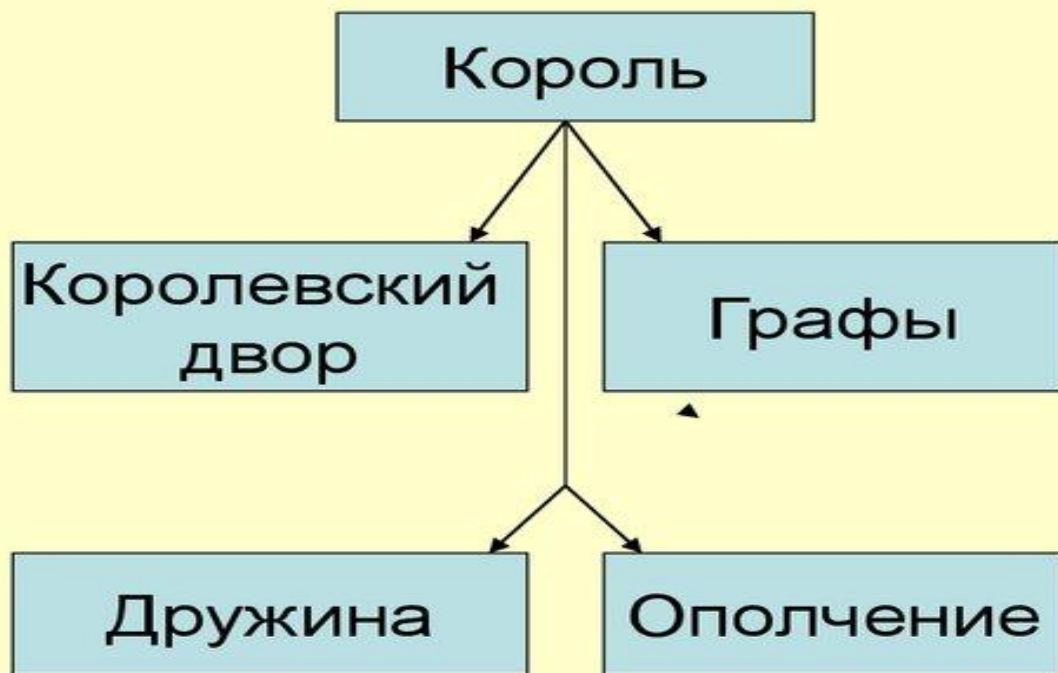 Король
Королевский
двор
Графы
Дружина
Ополчение